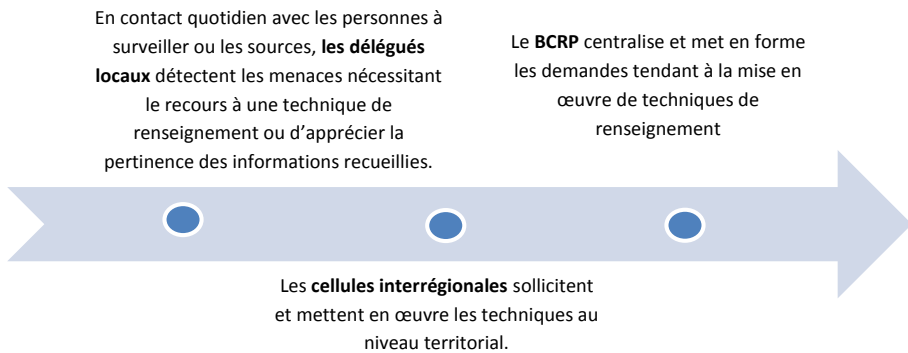 En contact quotidien avec les personnes à
surveiller ou les sources, les délégués
locaux détectent les menaces nécessitant
le recours à une technique de
renseignement ou d'apprécier la
pertinence des informations recueillies.
Les cellules interrégionales sollicitent
et mettent en œuvre les techniques au
niveau territorial.
Le BCRP centralise et met en forme
les demandes tendant à la mise en
œuvre de techniques de
renseignement